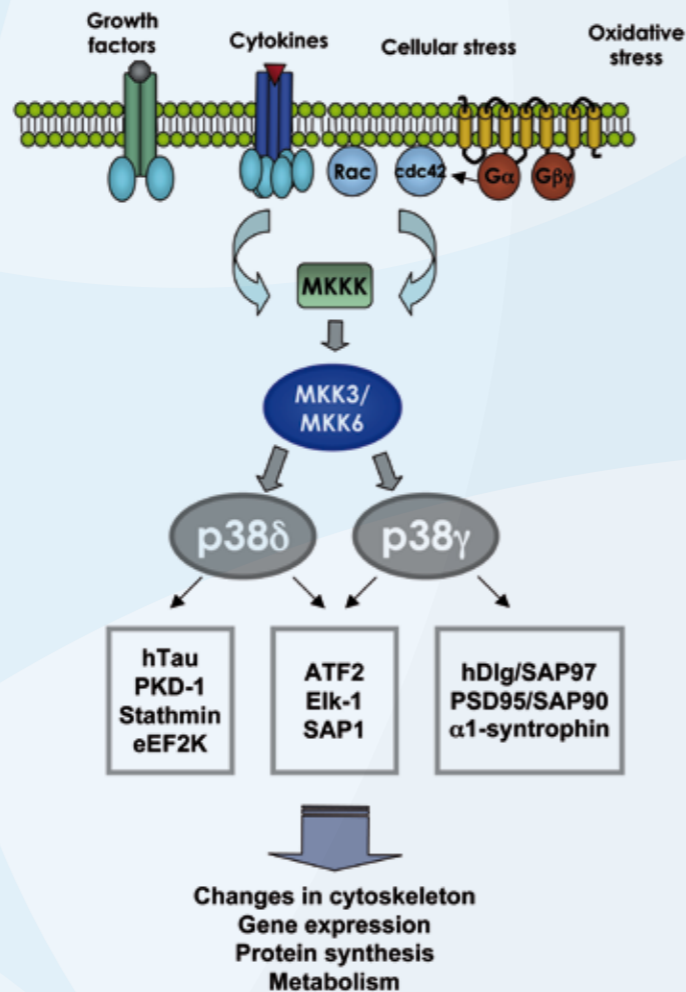 Growth
factors
Cytokines
Cellular stress
Oxidative
stress
Rac
cdc42
Gα
Gβγ
MKKK
MKK3/
MKK6
p38δ
p38γ
hTau
PKD-1
Stathmin
eEF2K
ATF2
Elk-1
SAP1
hDlg/SAP97
PSD95/SAP90
α1-syntrophin
Changes in cytoskeleton
Gene expression
Protein synthesis
Metabolism